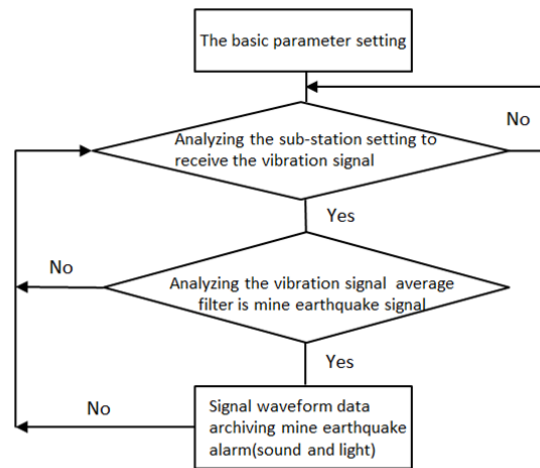 The basic parameter setting
No
Analyzing the sub-station setting to
receive the vibration signal
Yes
No
Analyzing the vibration signal average
filter is mine earthquake signal
Yes
No
Signal waveform data
archiving mine earthquake
alarm(sound and light)